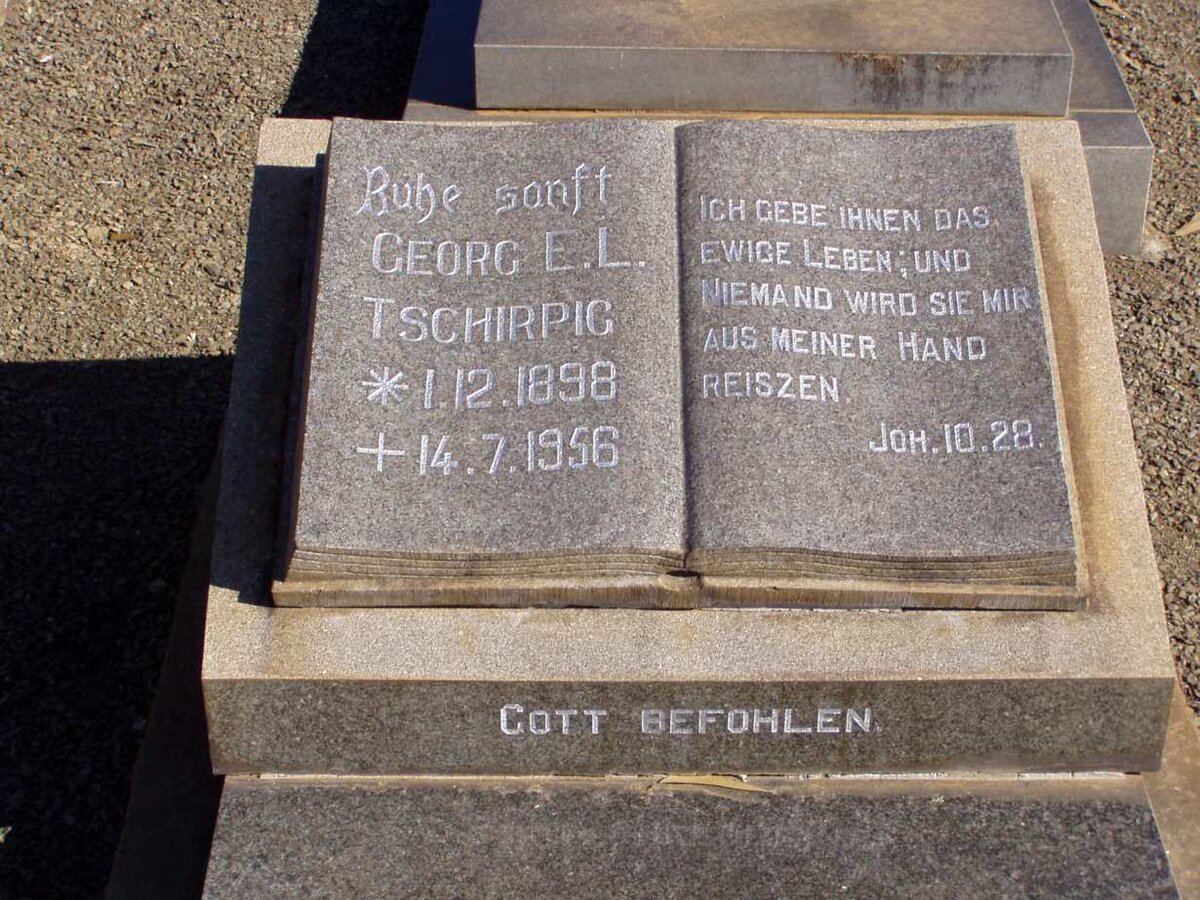 Ruhe sanft
GEORG E.L.
TSCHIRPIG
* 1.12.1898
+ 14.7.1956
ICH GEBE IHNEN DAS
EWIGE LEBEN; UND
NIEMAND WIRD SIE MIR
AUS MEINER HAND
REISZEN.
JOH.10.28.
GOTT BEFOHLEN.